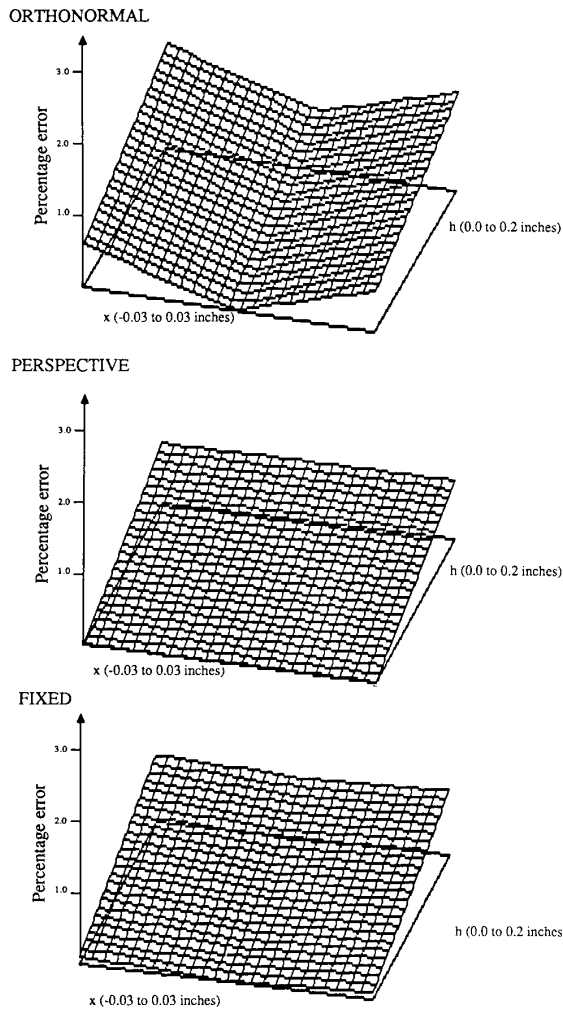 ORTHONORMAL
3.0
2.0
1.0
Percentage error
h (0.0 to 0.2 inches)
x (-0.03 to 0.03 inches)
PERSPECTIVE
3.0
2.0
1.0
Percentage error
h (0.0 to 0.2 inches)
x (-0.03 to 0.03 inches)
FIXED
3.0
2.0
1.0
Percentage error
h (0.0 to 0.2 inches
x (-0.03 to 0.03 inches)